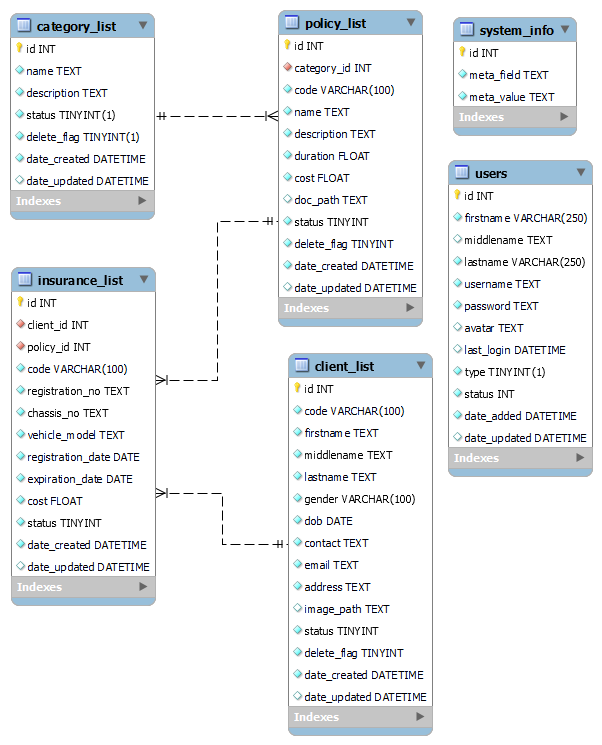 category_list
id INT
name TEXT
description TEXT
status TINYINT(1)
delete_flag TINYINT(1)
date_created DATETIME
date_updated DATETIME
Indexes
policy_list
id INT
category_id INT
code VARCHAR(100)
name TEXT
description TEXT
duration FLOAT
cost FLOAT
doc_path TEXT
status TINYINT
delete_flag TINYINT
date_created DATETIME
date_updated DATETIME
Indexes
system_info
id INT
meta_field TEXT
meta_value TEXT
Indexes
users
id INT
firstname VARCHAR(250)
middlename TEXT
lastname VARCHAR(250)
username TEXT
password TEXT
avatar TEXT
last_login DATETIME
type TINYINT(1)
status INT
date_added DATETIME
date_updated DATETIME
Indexes
insurance_list
id INT
client_id INT
policy_id INT
code VARCHAR(100)
registration_no TEXT
chassis_no TEXT
vehicle_model TEXT
registration_date DATE
expiration_date DATE
cost FLOAT
status TINYINT
date_created DATETIME
date_updated DATETIME
Indexes
client_list
id INT
code VARCHAR(100)
firstname TEXT
middlename TEXT
lastname TEXT
gender VARCHAR(100)
dob DATE
contact TEXT
email TEXT
address TEXT
image_path TEXT
status TINYINT
delete_flag TINYINT
date_created DATETIME
date_updated DATETIME
Indexes